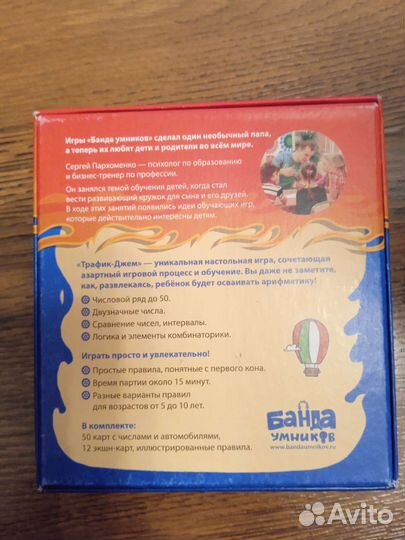 Игры «Банда умников» сделал один необычный папа,
а теперь их любят дети и родители во всём мире.
Сергей Пархоменко — психолог по образованию
и бизнес-тренер по профессии.
Он занялся темой обучения детей, когда стал
вести развивающий кружок для сына и его друзей.
В ходе этих занятий появились идеи обучающих игр,
которые действительно интересны детям.
«Трафик-Джем» — уникальная настольная игра, сочетающая
азартный игровой процесс и обучение. Вы даже не заметите,
как, развлекаясь, ребёнок будет осваивать арифметику!
Числовой ряд до 50.
Двузначные числа.
Сравнение чисел, интервалы.
Логика и элементы комбинаторики.
Играть просто и увлекательно!
Простые правила, понятные с первого кона.
Время партии около 15 минут.
Разные варианты правил
для возрастов от 5 до 10 лет.
В комплекте:
50 карт с числами и автомобилями,
12 экшн-карт, иллюстрированные правила.
БАНДА
УМНИКОВ
www.bandaumnikov.ru
Avito